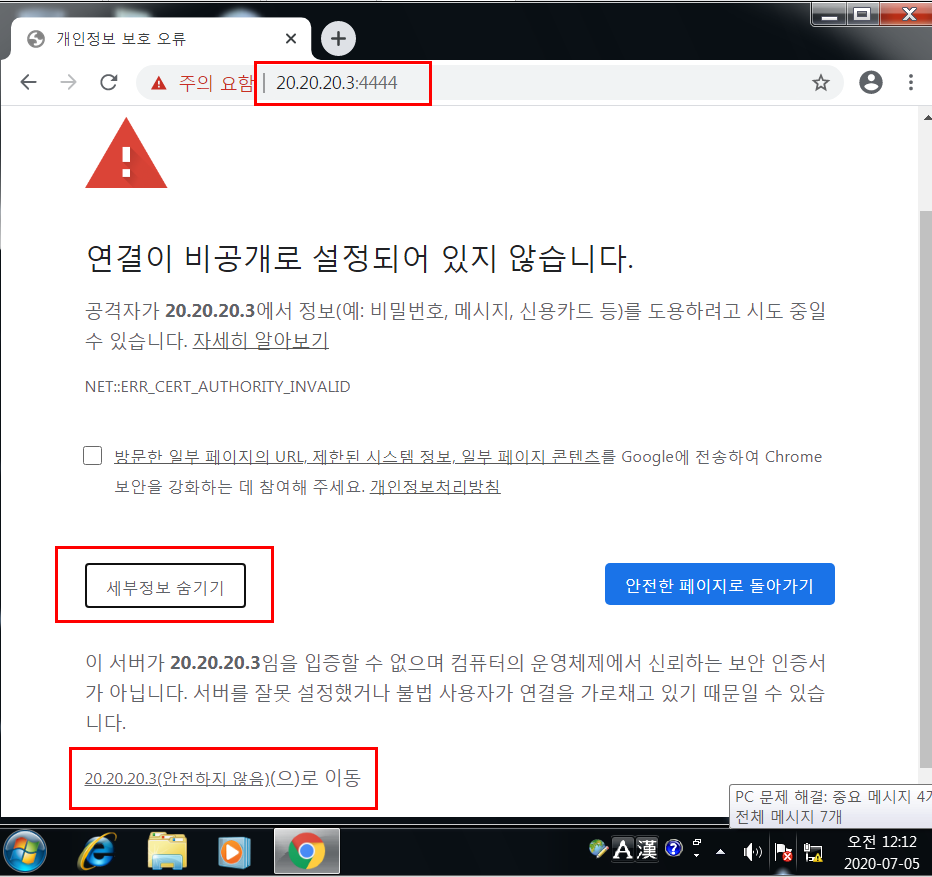 개인정보 보호 오류
주의 요함 | 20.20.20.3:4444
연결이 비공개로 설정되어 있지 않습니다.
공격자가 20.20.20.3에서 정보(예: 비밀번호, 메시지, 신용카드 등)를 도용하려고 시도 중일
수 있습니다. 자세히 알아보기
NET::ERR_CERT_AUTHORITY_INVALID
방문한 일부 페이지의 URL, 제한된 시스템 정보, 일부 페이지 콘텐츠를 Google에 전송하여 Chrome
보안을 강화하는 데 참여해 주세요. 개인정보처리방침
세부정보 숨기기
안전한 페이지로 돌아가기
이 서버가 20.20.20.3임을 입증할 수 없으며 컴퓨터의 운영체제에서 신뢰하는 보안 인증서
가 아닙니다. 서버를 잘못 설정했거나 불법 사용자가 연결을 가로채고 있기 때문일 수 있습
니다.
20.20.20.3(안전하지 않음)(으)로 이동
PC 문제 해결: 중요 메시지 4개
전체 메시지 7개
A 漢
오전 12:12
2020-07-05